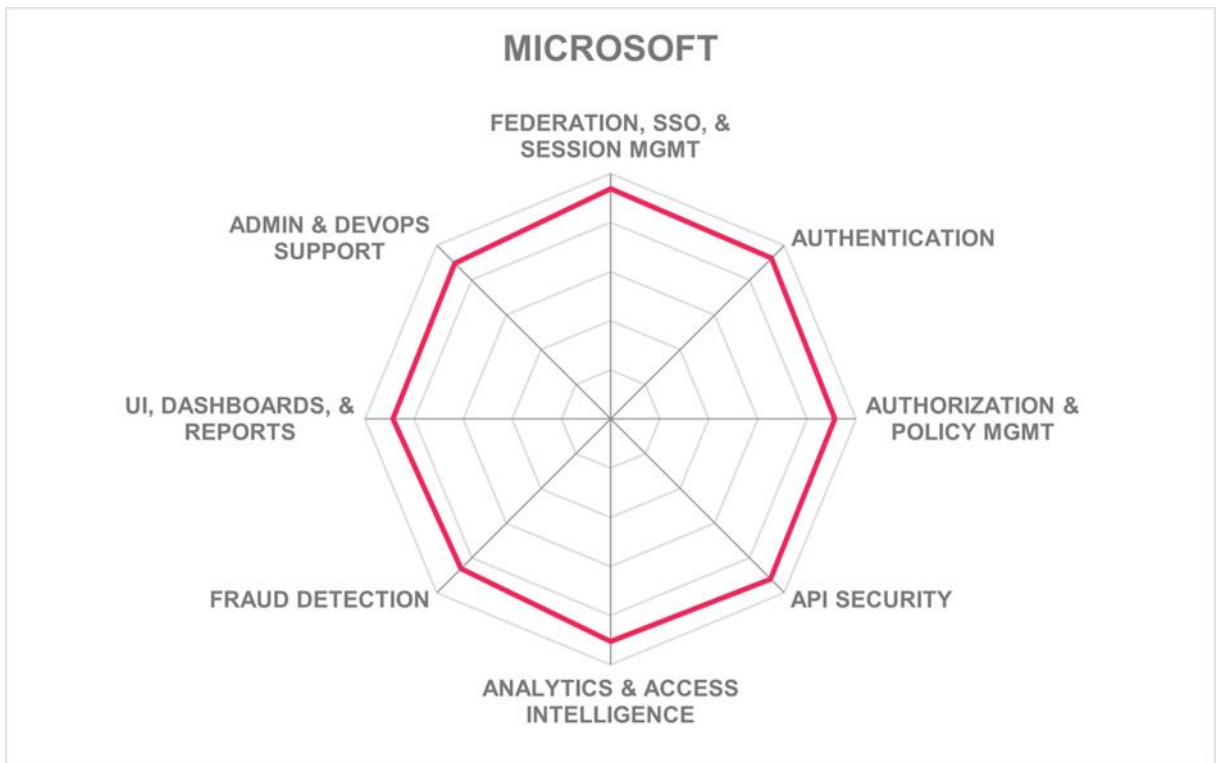 MICROSOFT
FEDERATION, SSO, &
SESSION MGMT
AUTHENTICATION
AUTHORIZATION &
POLICY MGMT
API SECURITY
ANALYTICS & ACCESS
INTELLIGENCE
FRAUD DETECTION
UI, DASHBOARDS, &
REPORTS
ADMIN & DEVOPS
SUPPORT